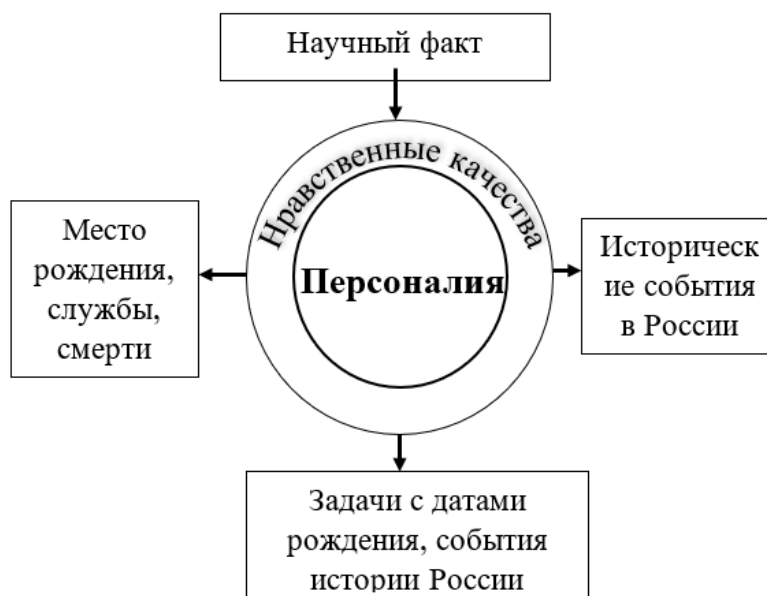 Научный факт
Нравственные качества
Место
рождения,
службы,
смерти
Персоналия
Историческ
ие события
в России
Задачи с датами
рождения, события
истории России